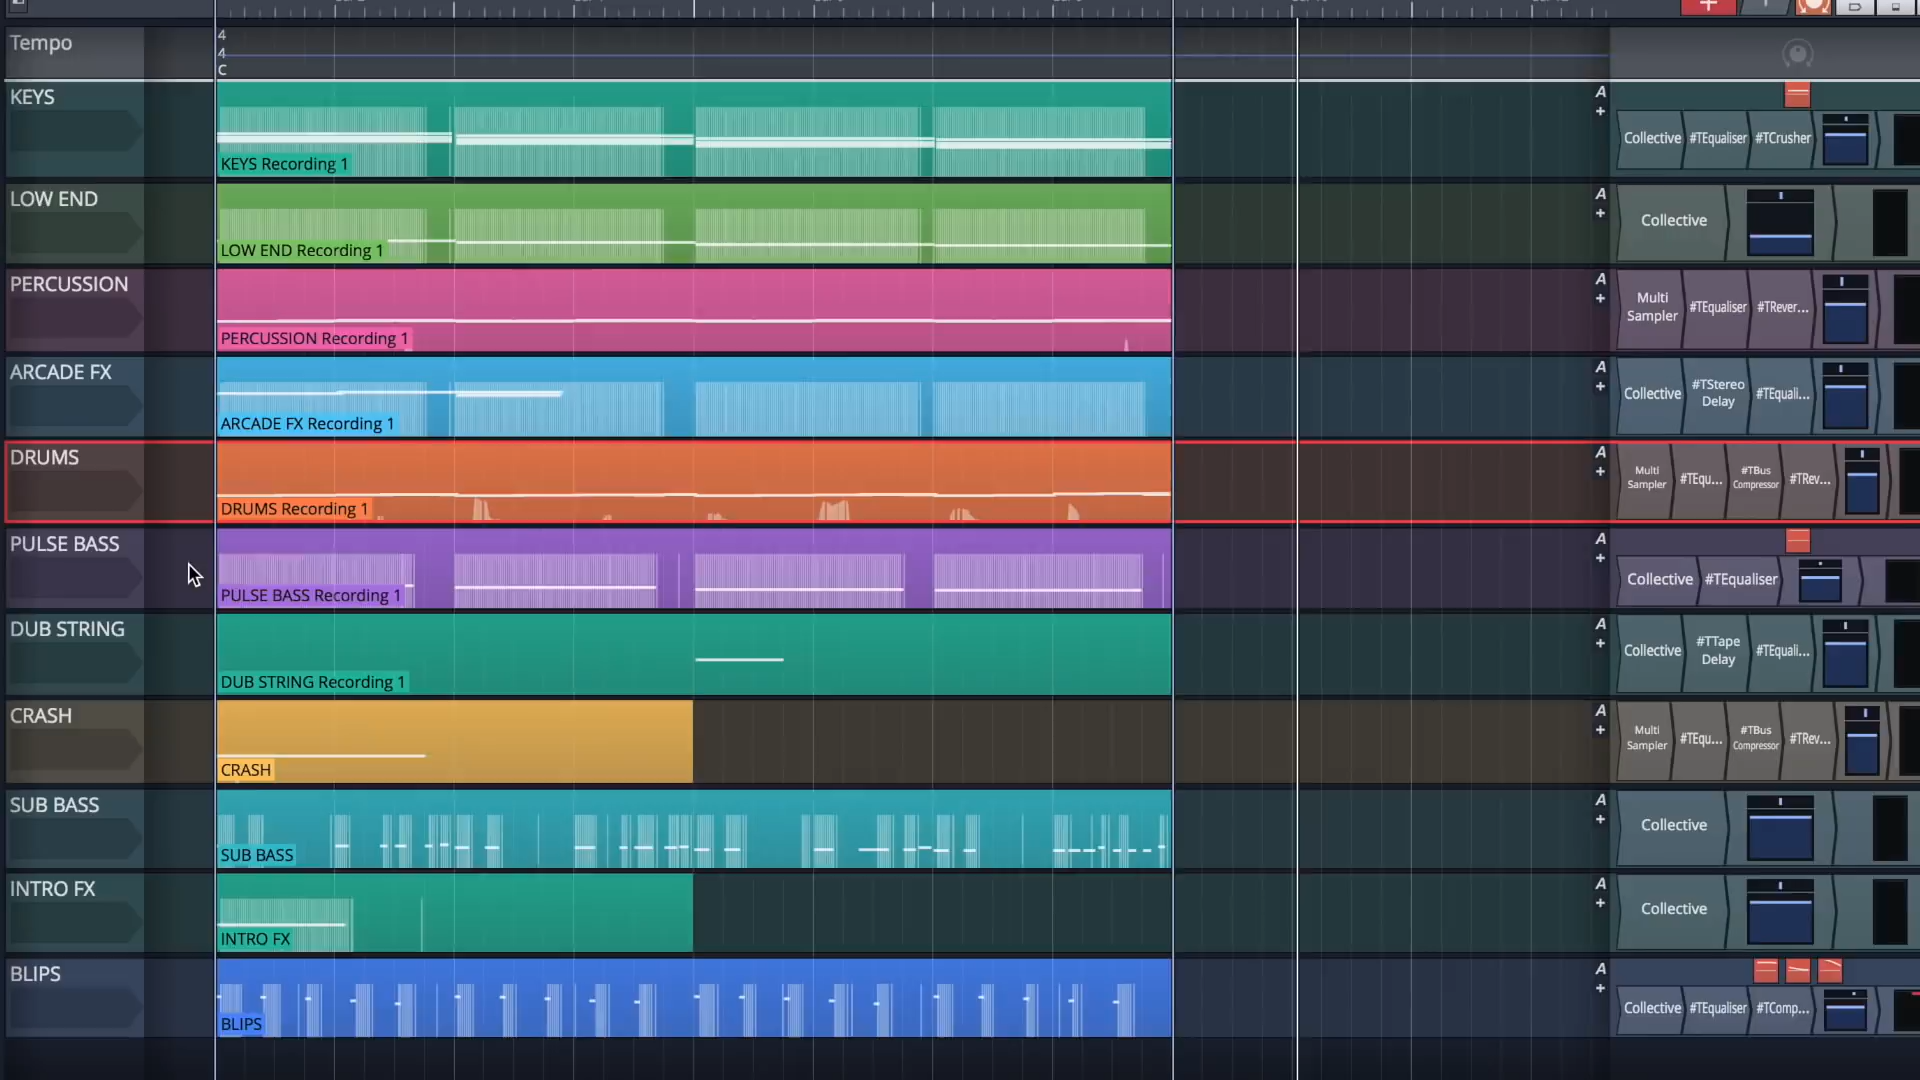 Tempo
4
4
C
KEYS
KEYS Recording 1
A
Collective #TEqualiser #TCrusher
LOW END
LOW END Recording 1
A
Collective
PERCUSSION
PERCUSSION Recording 1
A
Multi Sampler #TEqualiser #TRever...
ARCADE FX
ARCADE FX Recording 1
A
Collective #TStereo Delay #TEquali...
DRUMS
DRUMS Recording 1
A
Multi Sampler #TEqu... #TBus Compressor #TRev...
PULSE BASS
PULSE BASS Recording 1
A
Collective #TEqualiser
DUB STRING
DUB STRING Recording 1
A
Collective #TTape Delay #TEquali...
CRASH
CRASH
A
Multi Sampler #TEqu... #TBus Compressor #TRev...
SUB BASS
SUB BASS
A
Collective
INTRO FX
INTRO FX
A
Collective
BLIPS
BLIPS
A
Collective #TEqualiser #TComp...